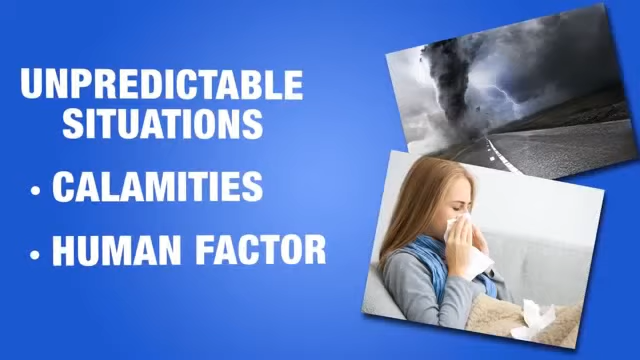 UNPREDICTABLE
SITUATIONS
• CALAMITIES
• HUMAN FACTOR